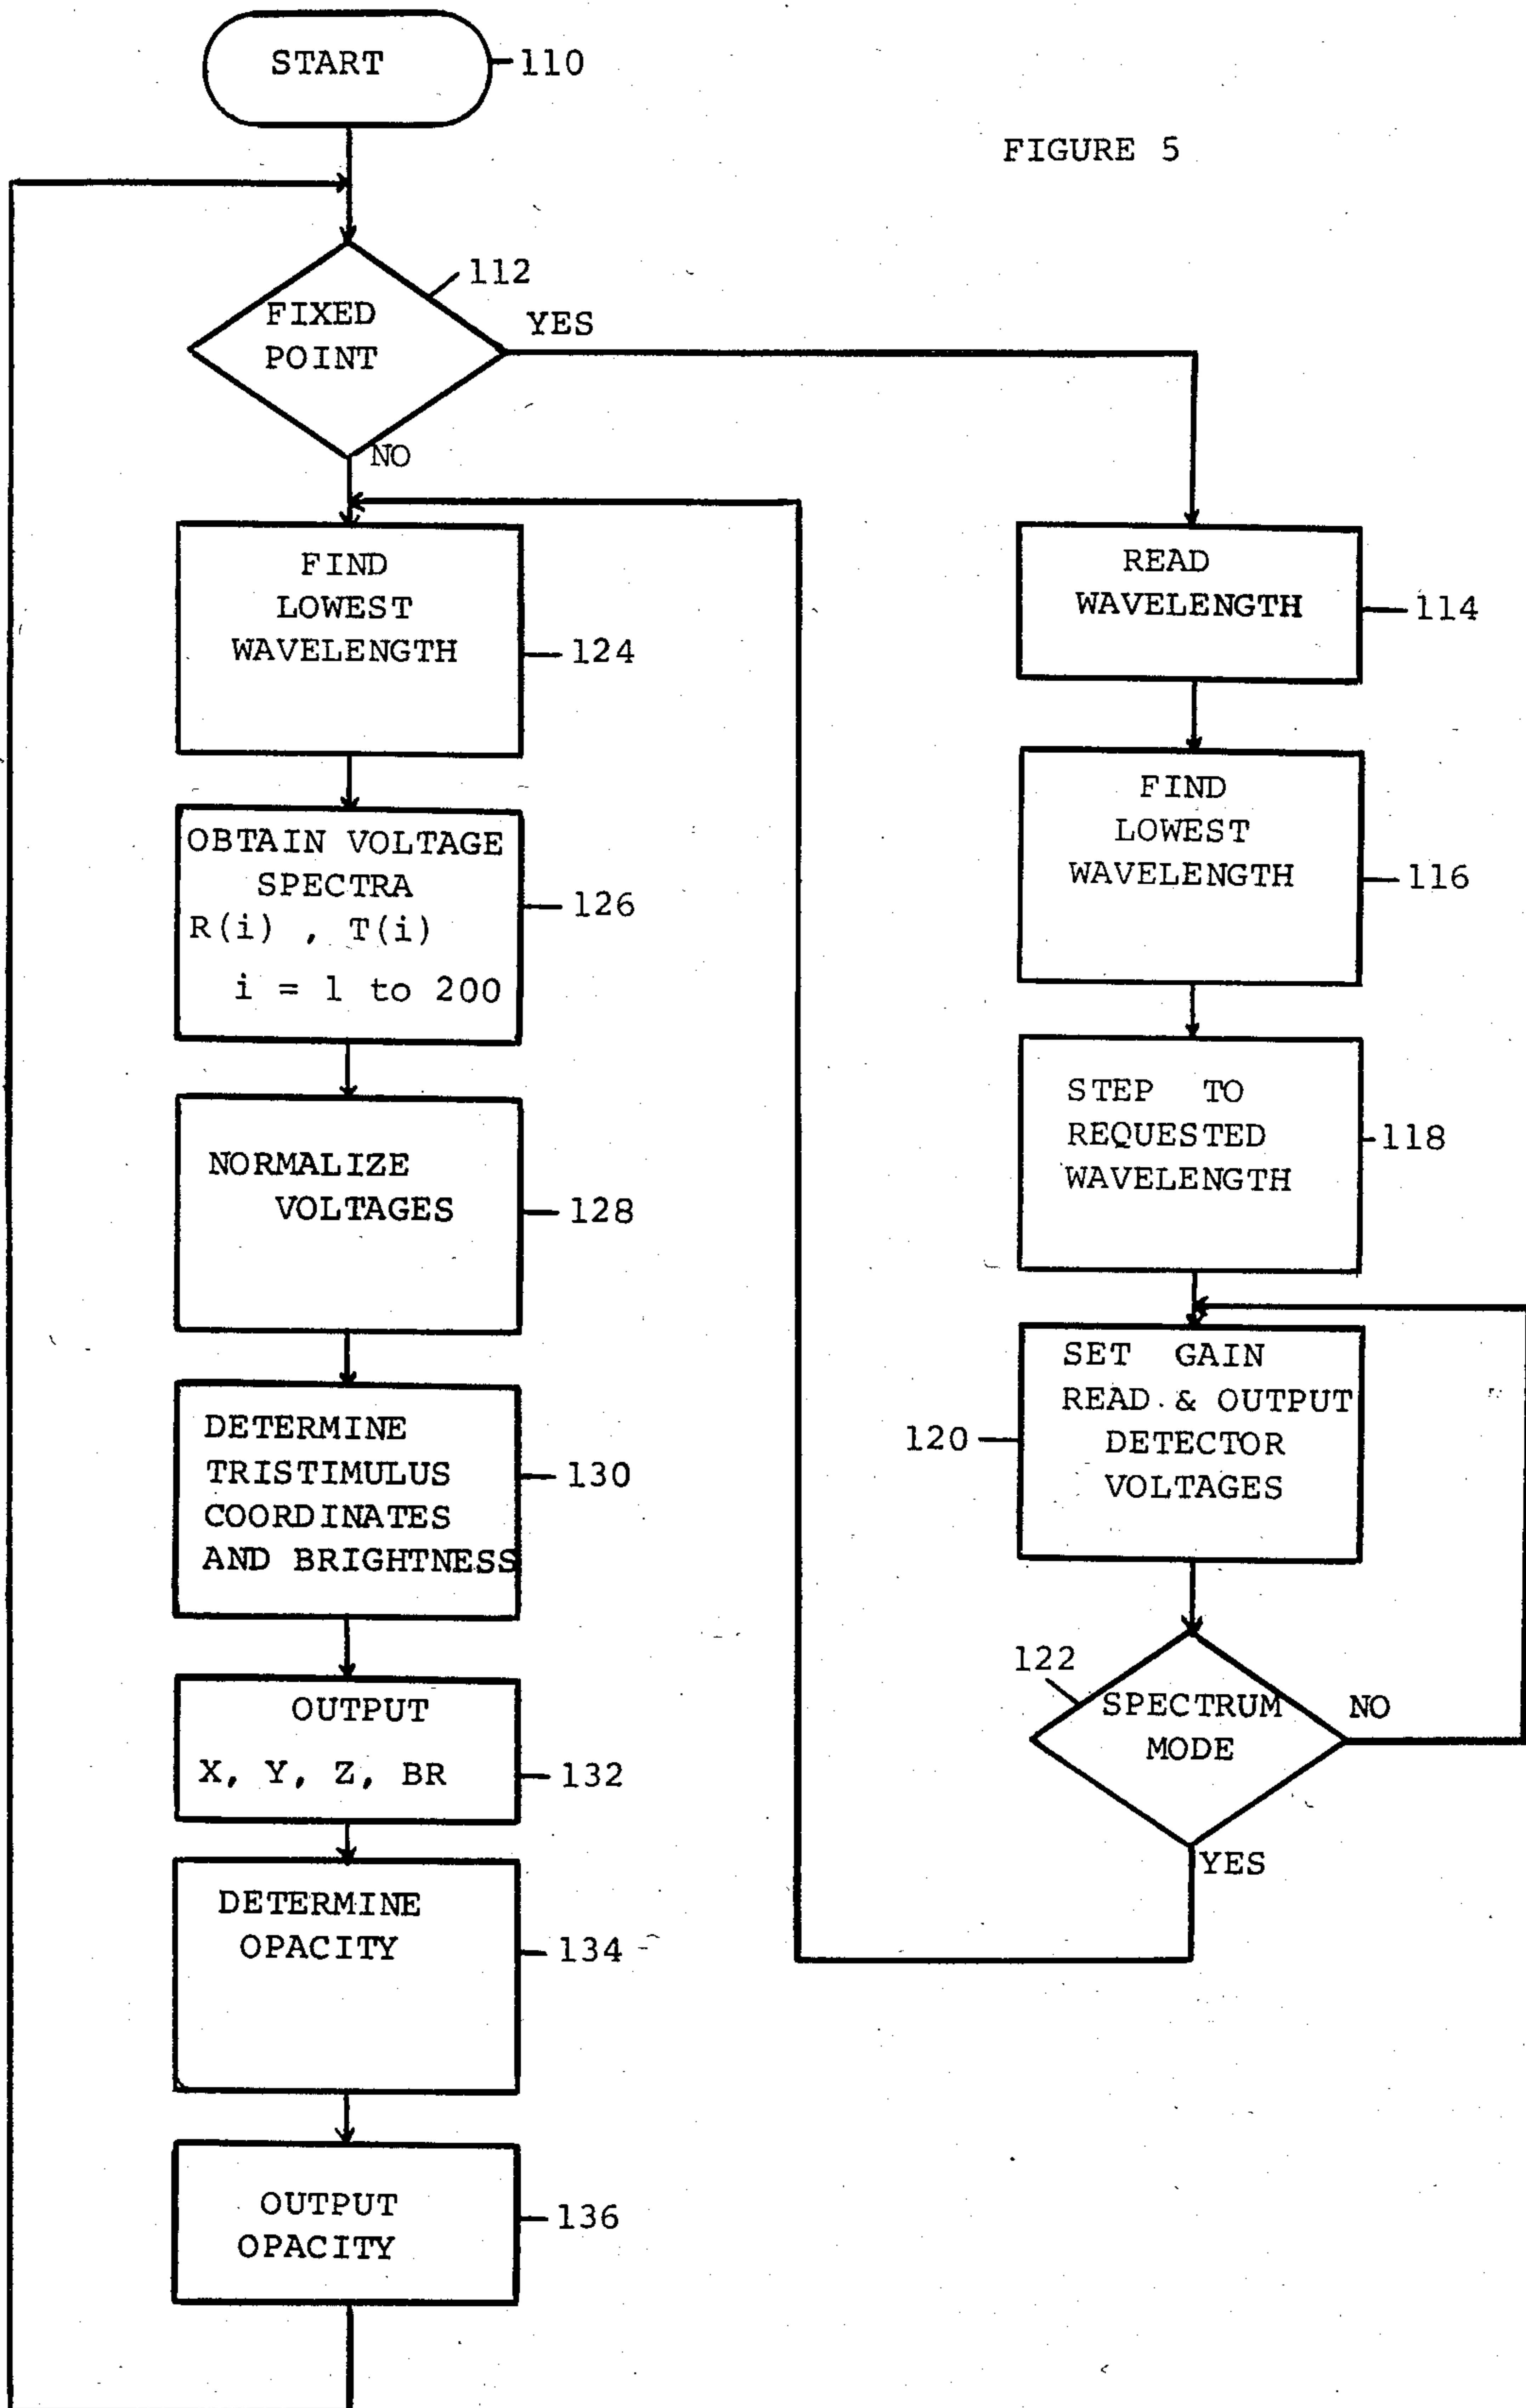 START
110
FIGURE 5
112
FIXED
POINT
YES
NO
FIND
LOWEST
WAVELENGTH
124
OBTAIN VOLTAGE
SPECTRA
R(i) , T(i)
i = 1 to 200
126
NORMALIZE
VOLTAGES
128
DETERMINE
TRISTIMULUS
COORDINATES
AND BRIGHTNESS
130
OUTPUT
X, Y, Z, BR
132
DETERMINE
OPACITY
134
OUTPUT
OPACITY
136
READ
WAVELENGTH
114
FIND
LOWEST
WAVELENGTH
116
STEP TO
REQUESTED
WAVELENGTH
118
SET GAIN
READ & OUTPUT
DETECTOR
VOLTAGES
120
122
SPECTRUM
MODE
NO
YES